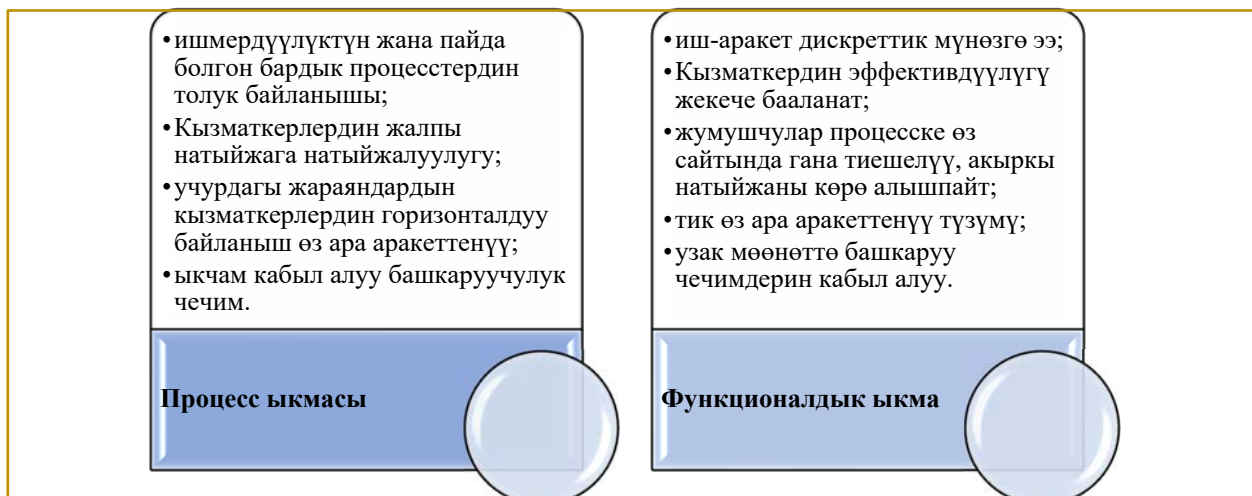 •ишмердүүлүктүн жана пайда
болгон бардык процесстердин
толук байланышы;
•Кызматкерлердин жалпы
натыйжага натыйжалуулугу;
•учурдагы жараяндардын
кызматкерлердин горизонталдуу
байланыш өз ара аракеттенүү;
•ыкчам кабыл алуу башкаруучулук
чечим.
Процесс ыкмасы
•иш-аракет дискреттик мүнөзгө ээ;
•Кызматкердин эффективдүүлүгү
жекече бааланат;
•жумушчулар процесске өз
сайтында гана тиешелүү, акыркы
натыйжаны көрө алышпайт;
•тик өз ара аракеттенүү түзүмү;
•узак мөөнөттө башкаруу
чечимдерин кабыл алуу.
Функционалдык ыкма